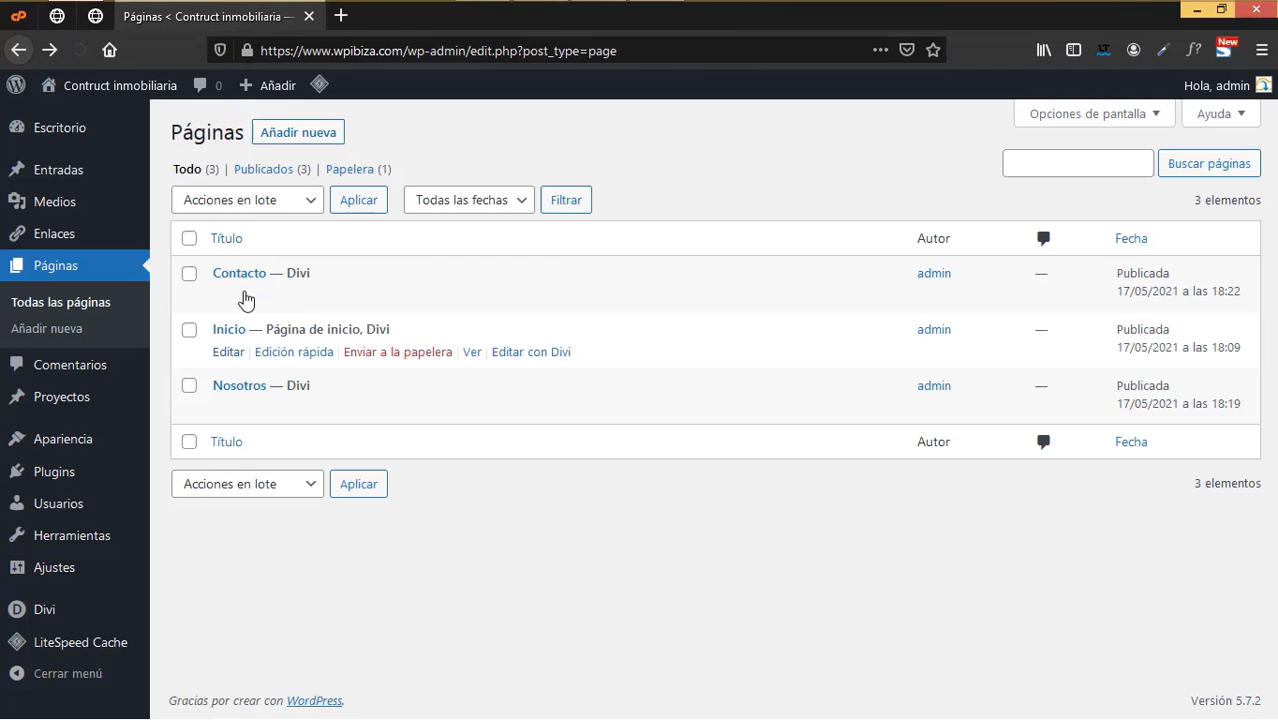 Páginas < Contruct inmobiliaria —
https://www.wpibiza.com/wp-admin/edit.php?post_type=page
New
Contruct inmobiliaria 0 Añadir
Hola, admin
Escritorio
Entradas
Medios
Enlaces
Páginas
Todas las páginas
Añadir nueva
Comentarios
Proyectos
Apariencia
Plugins
Usuarios
Herramientas
Ajustes
Divi
LiteSpeed Cache
Cerrar menú
Opciones de pantalla Ayuda
Páginas Añadir nueva
Todo (3) | Publicados (3) | Papelera (1)
Buscar páginas
Acciones en lote Aplicar Todas las fechas Filtrar 3 elementos
Título Autor Fecha
Contacto — Divi admin — Publicada
17/05/2021 a las 18:22
Inicio — Página de inicio, Divi admin — Publicada
Editar | Edición rápida | Enviar a la papelera | Ver | Editar con Divi 17/05/2021 a las 18:09
Nosotros — Divi admin — Publicada
17/05/2021 a las 18:19
Título Autor Fecha
Acciones en lote Aplicar 3 elementos
Gracias por crear con WordPress. Versión 5.7.2